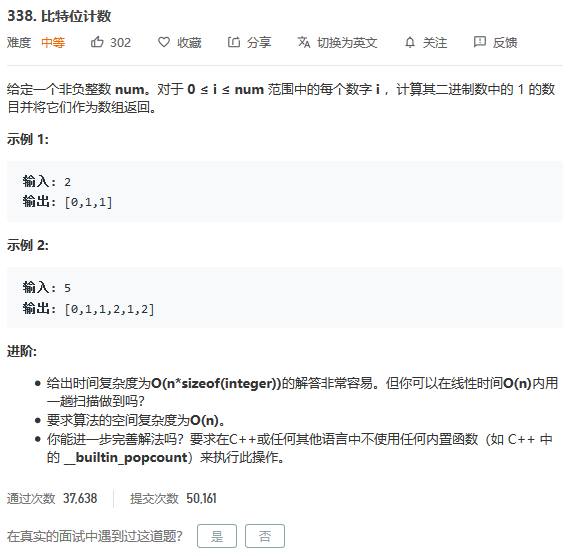 338. 比特位计数
难度 中等 302 收藏 分享 切换为英文 关注 反馈
给定一个非负整数 num。对于 0 ≤ i ≤ num 范围中的每个数字 i ，计算其二进制数中的 1 的数
目并将它们作为数组返回。
示例 1:
输入: 2
输出: [0,1,1]
示例 2:
输入: 5
输出: [0,1,1,2,1,2]
进阶:
● 给出时间复杂度为O(n*sizeof(integer))的解答非常容易。但你可以在线性时间O(n)内用
一趟扫描做到吗？
● 要求算法的空间复杂度为O(n)。
● 你能进一步完善解法吗？要求在C++或任何其他语言中不使用任何内置函数（如 C++ 中
的 __builtin_popcount）来执行此操作。
通过次数 37,638 提交次数 50,161
在真实的面试中遇到过这道题？ 是 否